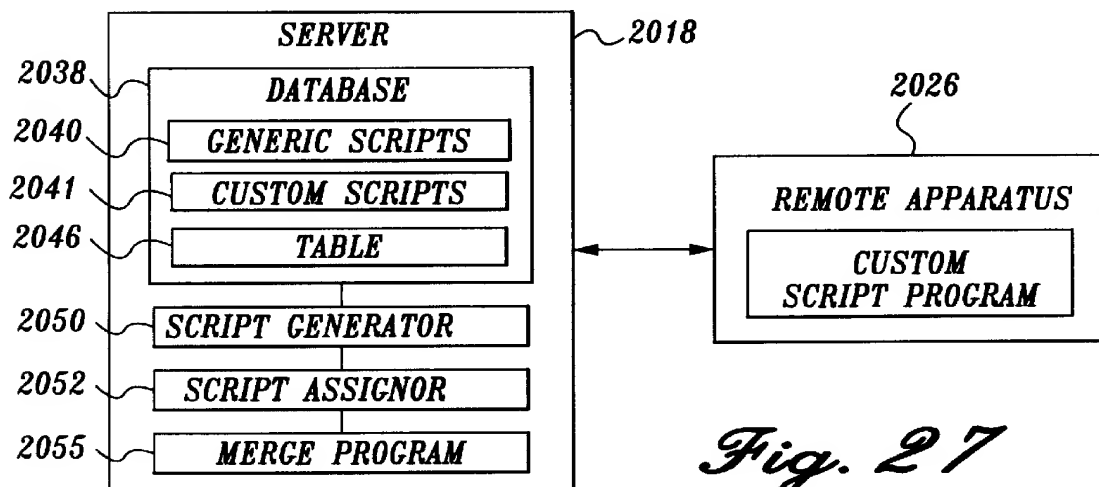 SERVER
2018
2038
DATABASE
2026
2040
GENERIC SCRIPTS
2041
CUSTOM SCRIPTS
REMOTE APPARATUS
2046
TABLE
CUSTOM
SCRIPT PROGRAM
2050
SCRIPT GENERATOR
2052
SCRIPT ASSIGNOR
2055
MERGE PROGRAM
Fig. 27